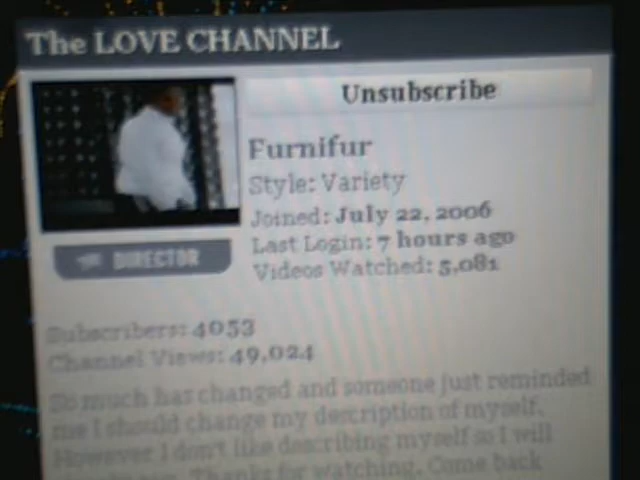 The LOVE CHANNEL
Unsubscribe
Furnifur
Style: Variety
Joined: July 22, 2006
Last Login: 7 hours ago
Videos Watched: 5,081
DIRECTOR
Subscribers: 4053
Channel Views: 49,024
So much has changed and someone just reminded
me I should change my description of myself.
However I don't like describing myself so I will
Thanks for watching. Come back